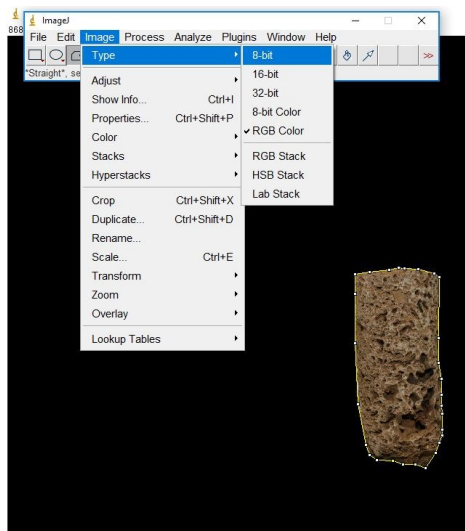 ImageJ
868
File Edit Image Process Analyze Plugins Window Help
"Straight", se
>>
Type
Adjust
Show Info... Ctrl+I
Properties... Ctrl+Shift+P
Color
Stacks
Hyperstacks
Crop Ctrl+Shift+X
Duplicate... Ctrl+Shift+D
Rename...
Scale... Ctrl+E
Transform
Zoom
Overlay
Lookup Tables
8-bit
16-bit
32-bit
8-bit Color
RGB Color
RGB Stack
HSB Stack
Lab Stack